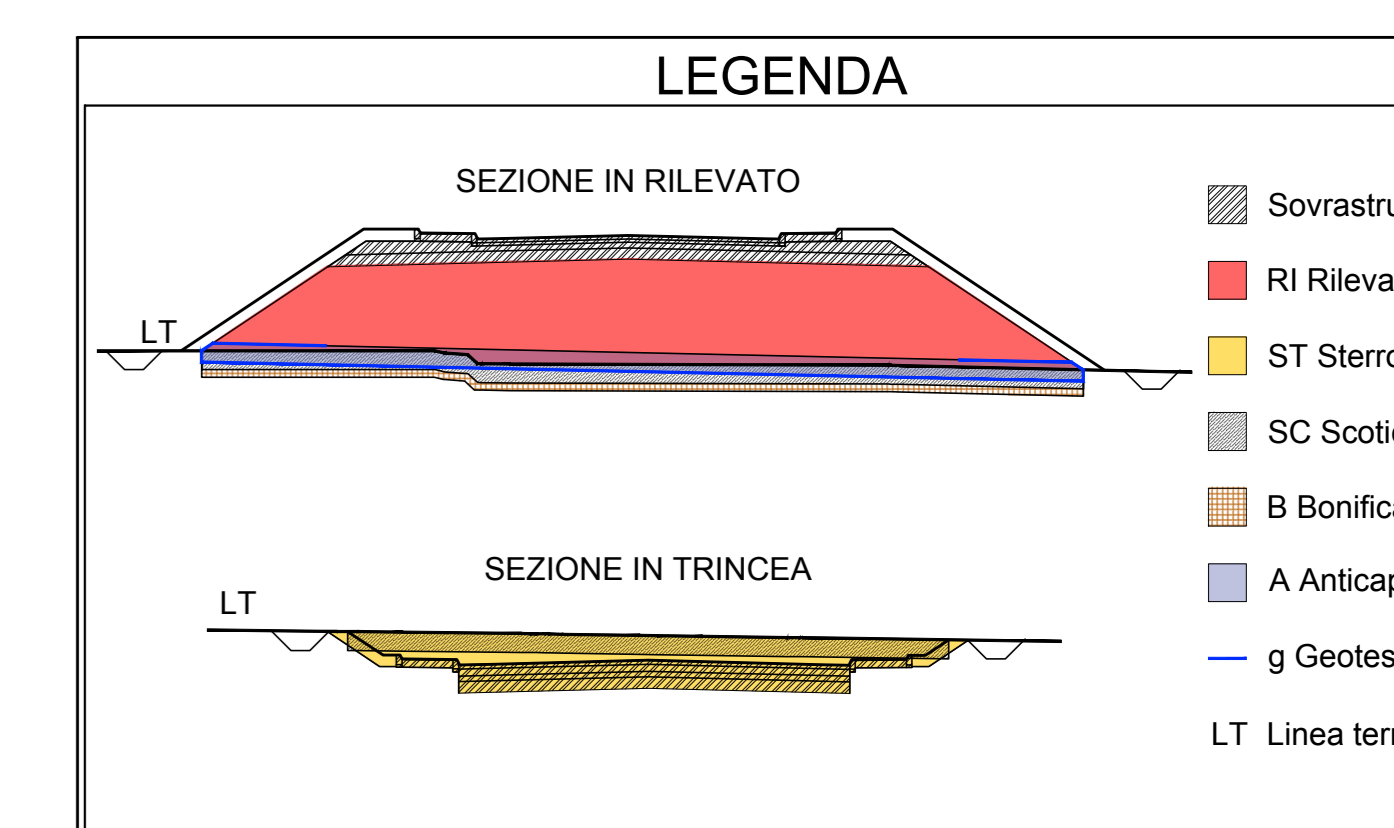 LEGENDA
SEZIONE IN RILEVATO
LT
SEZIONE IN TRINCEA
LT
Sovrastru
RI Rileva
ST Sterro
SC Scotic
B Bonifica
A Anticap
g Geotes
LT Linea terr